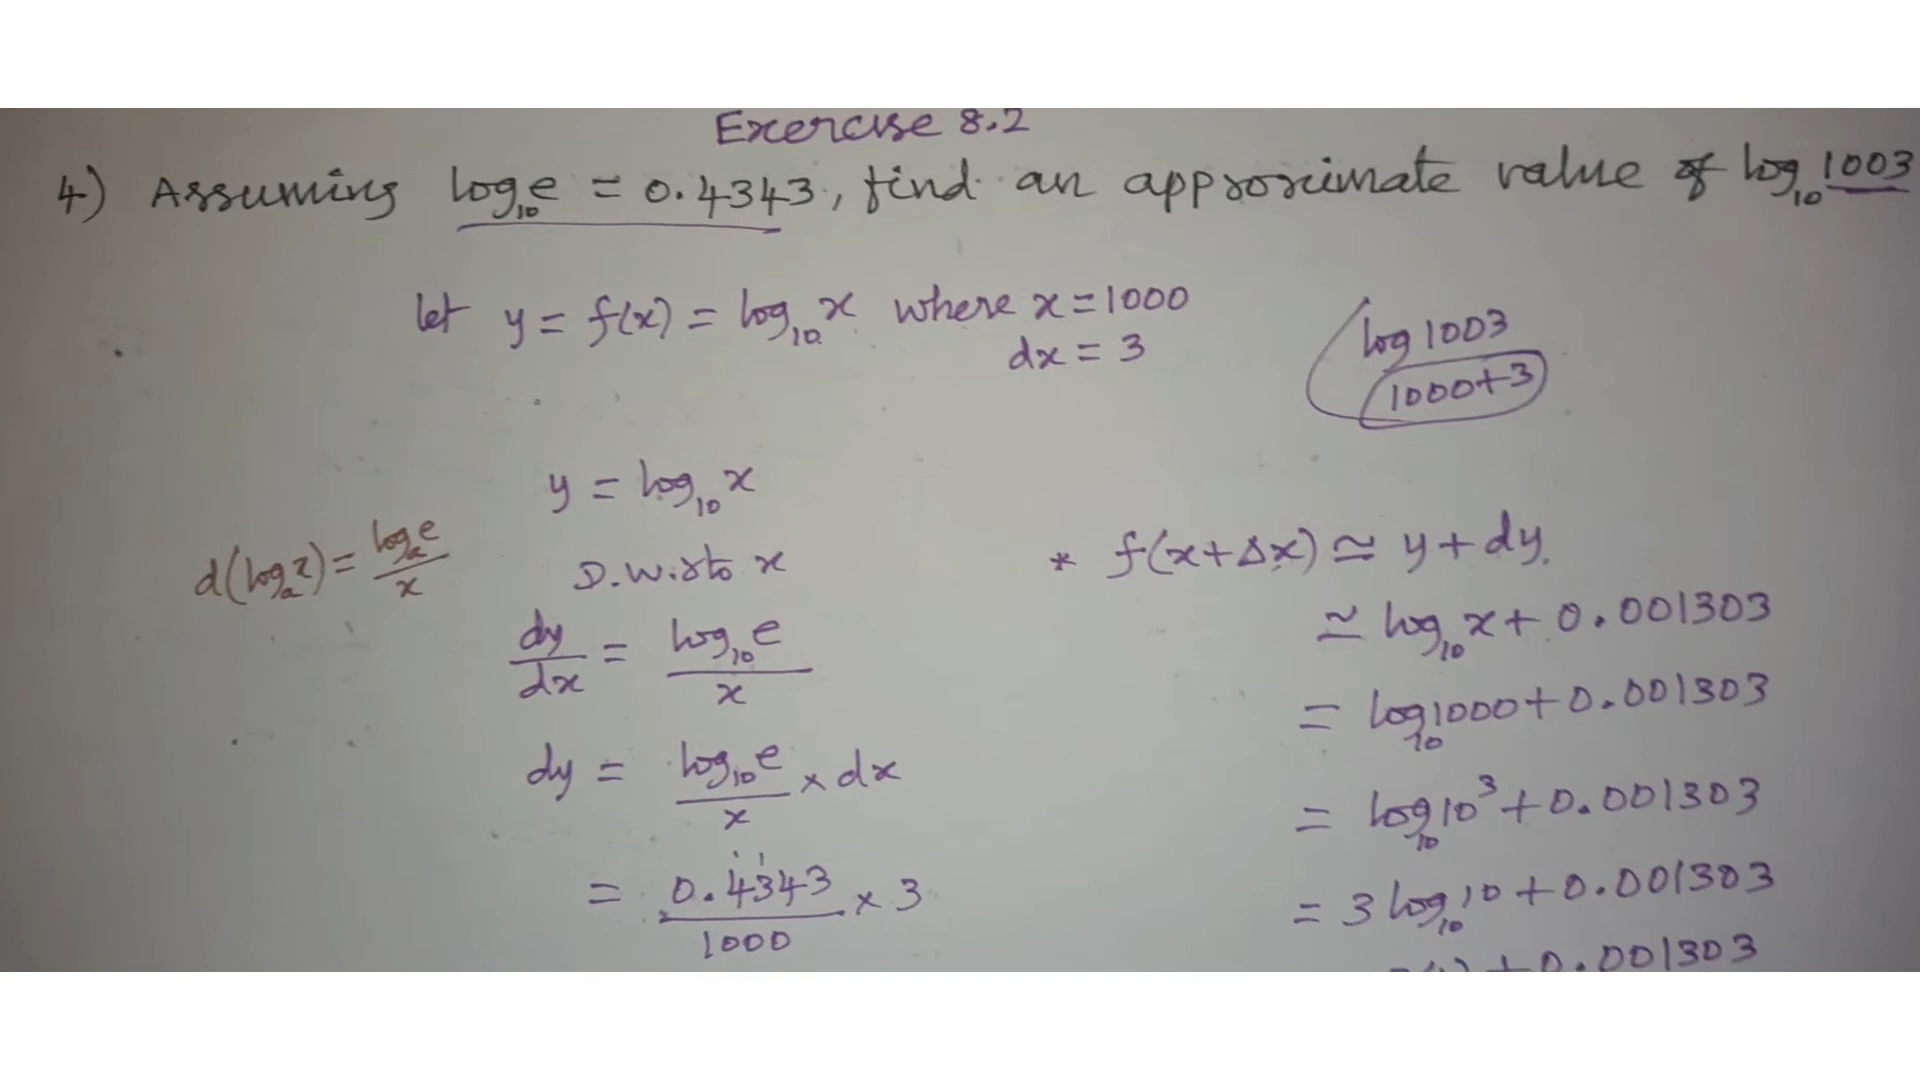 Exercise 8.2
4) Assuming log₁₀e = 0.4343, find an approximate value of log₁₀1003
let y = f(x) = log₁₀x where x = 1000
dx = 3
log 1003
1000+3
y = log₁₀x
D. W. r. to x
d(logₐx) = logₐe / x
dy/dx = log₁₀e / x
dy = log₁₀e / x × dx
= 0.4343 / 1000 × 3
* f(x+Δx) ≃ y + dy.
≃ log₁₀x + 0.001303
= log₁₀1000 + 0.001303
= log₁₀10³ + 0.001303
= 3 log₁₀10 + 0.001303
+ 0.001303